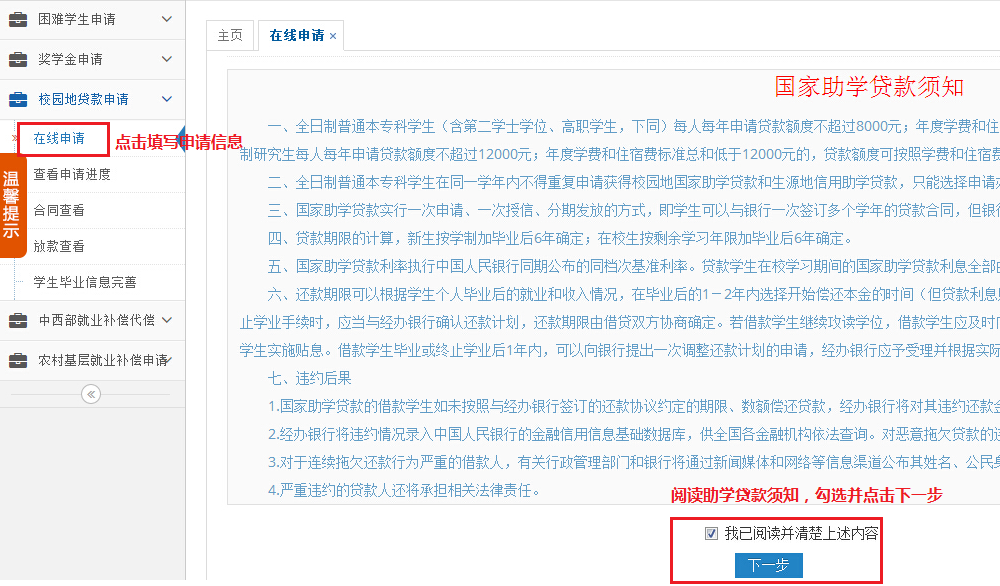 困难学生申请
奖学金申请
校园地贷款申请
在线申请
点击填写申请信息
查看申请进度
合同查看
放款查看
学生毕业信息完善
中西部就业补偿代偿
农村基层就业补偿申请
温馨提示
主页
在线申请 ×
国家助学贷款须知
一、全日制普通本专科学生（含第二学士学位、高职学生，下同）每人每年申请贷款额度不超过8000元；年度学费和住
制研究生每人每年申请贷款额度不超过12000元；年度学费和住宿费标准总和低于12000元的，贷款额度可按照学费和住宿费
二、全日制普通本专科学生在同一学年内不得重复申请获得校园地国家助学贷款和生源地信用助学贷款，只能选择申请
三、国家助学贷款实行一次申请、一次授信、分期发放的方式，即学生可以与银行一次签订多个学年的贷款合同，但银
四、贷款期限的计算，新生按学制加毕业后6年确定；在校生按剩余学习年限加毕业后6年确定。
五、国家助学贷款利率执行中国人民银行同期公布的同档次基准利率。贷款学生在校学习期间的国家助学贷款利息全部
六、还款期限可以根据学生个人毕业后的就业和收入情况，在毕业后的1－2年内选择开始偿还本金的时间（但贷款利息
止学业手续时，应当与经办银行确认还款计划，还款期限由借贷双方协商确定。若借款学生继续攻读学位，借款学生应及时
学生实施贴息。借款学生毕业或终止学业后1年内，可以向银行提出一次调整还款计划的申请，经办银行应予受理并根据实际
七、违约后果
1.国家助学贷款的借款学生如未按照与经办银行签订的还款协议约定的期限、数额偿还贷款，经办银行将对其违约还款
2.经办银行将违约情况录入中国人民银行的金融信用信息基础数据库，供全国各金融机构依法查询。对恶意拖欠贷款的
3.对于连续拖欠还款行为严重的借款人，有关行政管理部门和银行将通过新闻媒体和网络等信息渠道公布其姓名、公民
4.严重违约的贷款人还将承担相关法律责任。
阅读助学贷款须知，勾选并点击下一步
我已阅读并清楚上述内容
下一步